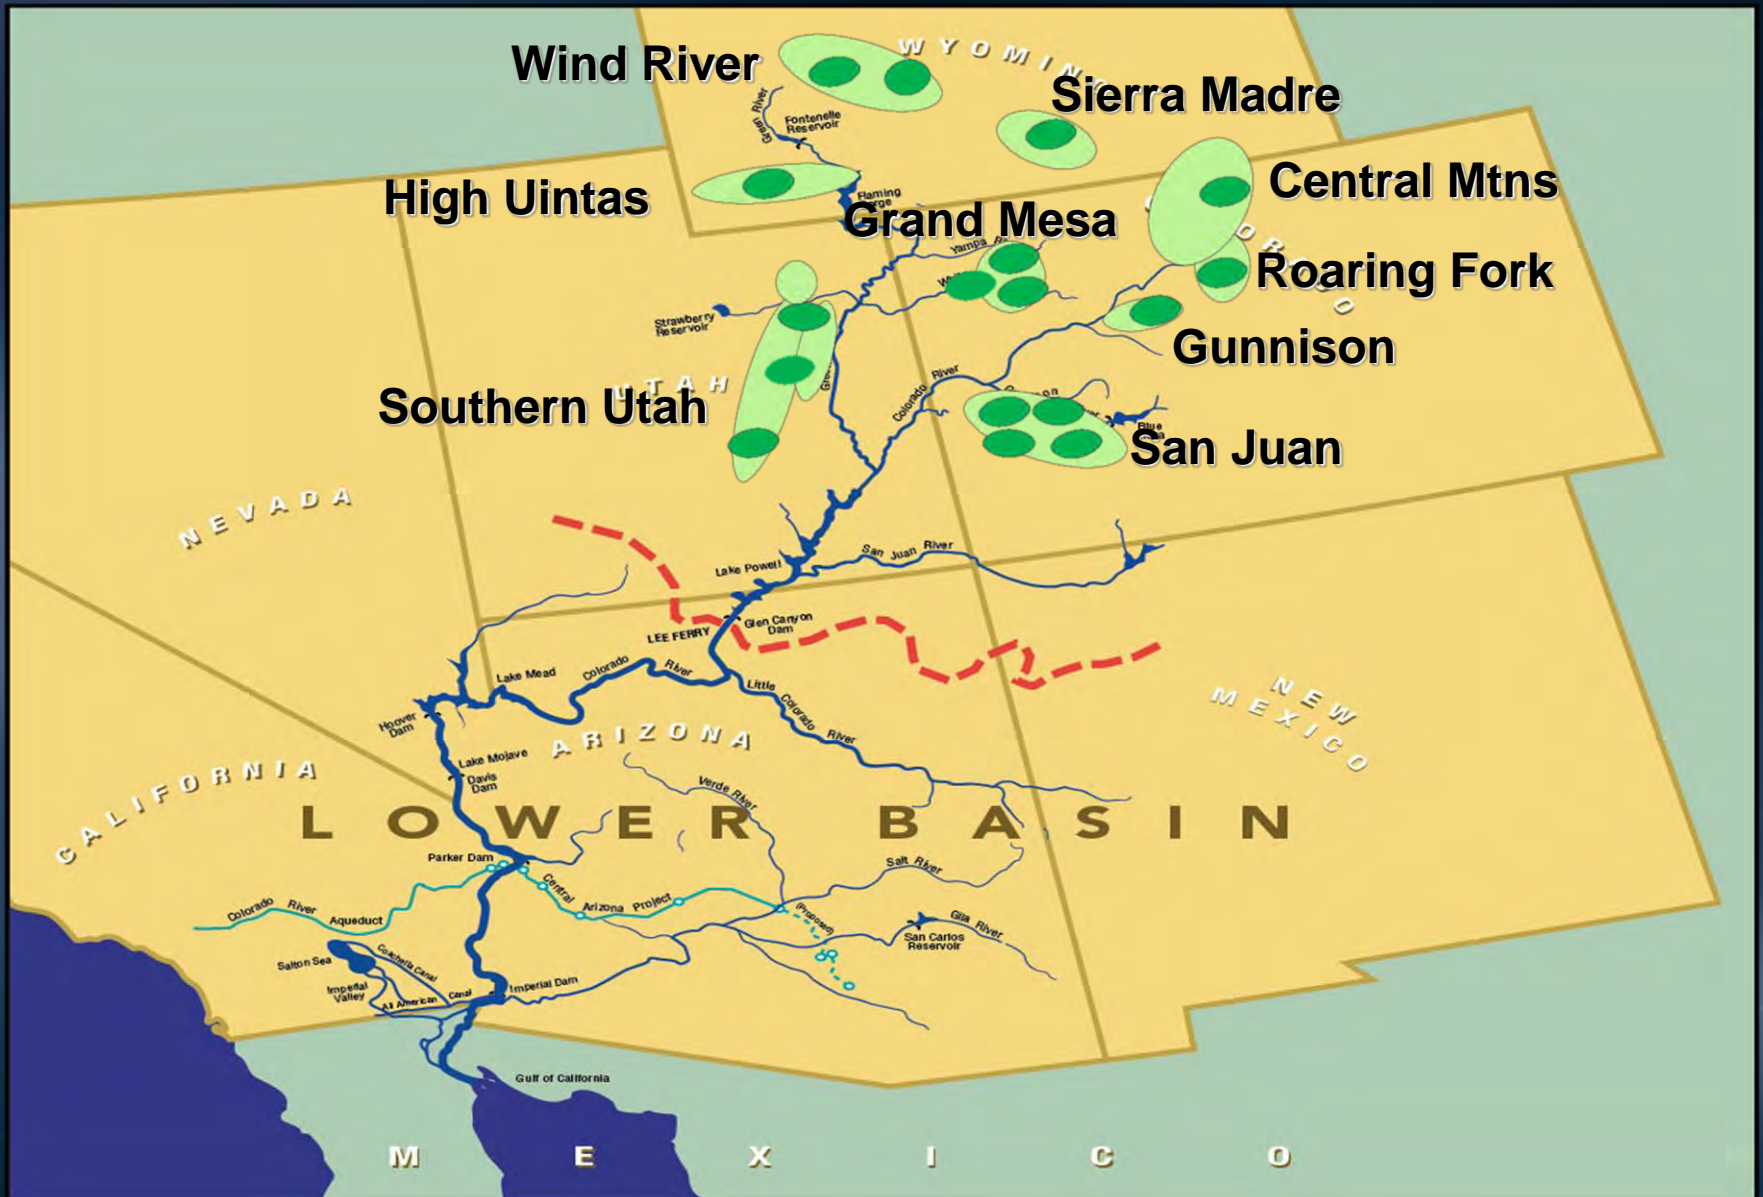 Wind River
WYOMING
Sierra Madre
Green River
Fontenelle
Reservoir
Central Mtns
High Uintas
Flaming
Grand Mesa
Yampa
Roaring Fork
Strawberry
Reservoir
Gunnison
UTAH
Colorado River
Southern Utah
Blue
San Juan
NEVADA
San Juan River
Lake Powell
Glen Canyon
Dam
LEE FERRY
Lake Mead
Colorado River
Little Colorado River
NEW
MEXICO
Hoover
Dam
ARIZONA
Lake Mojave
Davis
Dam
CALIFORNIA
Verde River
LOWER BASIN
Parker Dam
Salt River
Central Arizona Project
(Proposed)
Colorado River Aqueduct
Gila River
San Carlos
Reservoir
Salton Sea
Coachella Canal
Imperial
Valley
All American Canal
Imperial Dam
Gulf of California
MEXICO